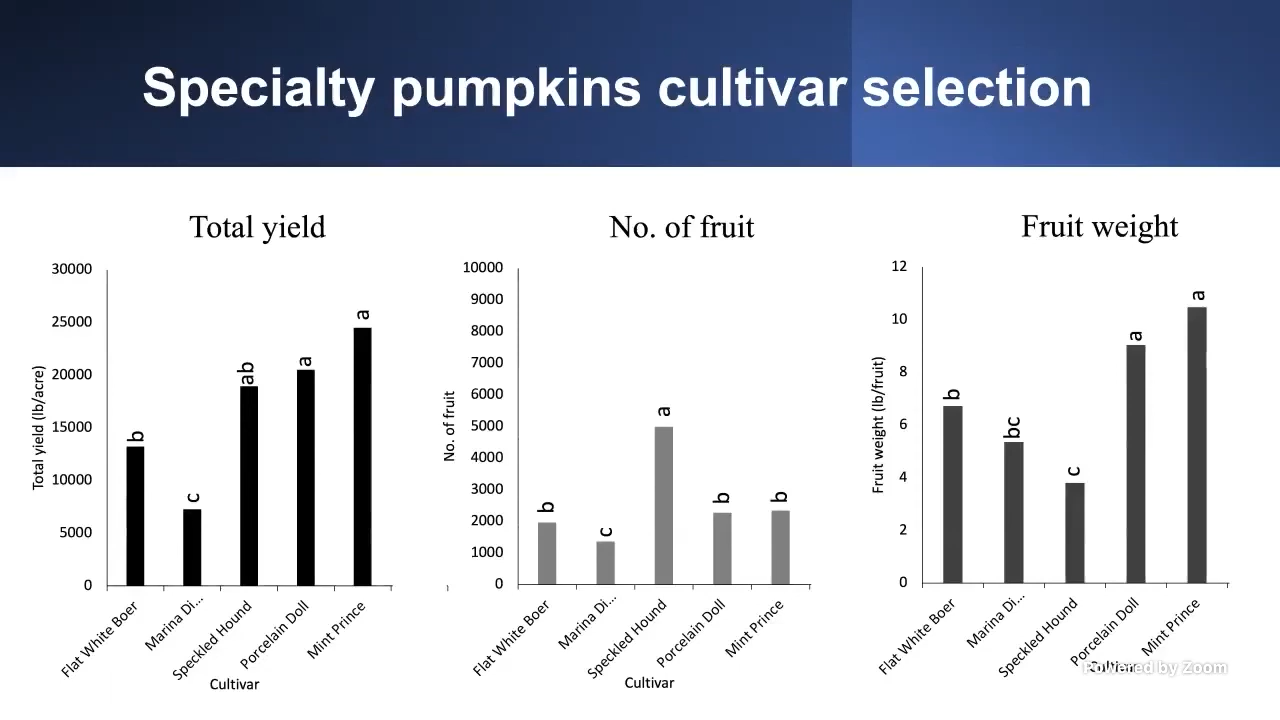 Specialty pumpkins cultivar selection
Total yield
30000
25000
20000
15000
10000
5000
0
Total yield (lb/acre)
b
c
ab
a
a
Flat White Boer
Marina Di...
Speckled Hound
Porcelain Doll
Mint Prince
Cultivar
No. of fruit
10000
9000
8000
7000
6000
5000
4000
3000
2000
1000
0
No. of fruit
b
c
a
b
b
Flat White Boer
Marina Di...
Speckled Hound
Porcelain Doll
Mint Prince
Cultivar
Fruit weight
12
10
8
6
4
2
0
Fruit weight (lb/fruit)
b
bc
c
a
a
Flat White Boer
Marina Di...
Speckled Hound
Porcelain Doll
Mint Prince
Cultivar
Powered by Zoom